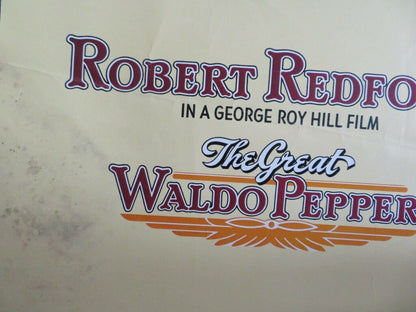 ROBERT REDFO
IN A GEORGE ROY HILL FILM
The Great
WALDO PEPPER